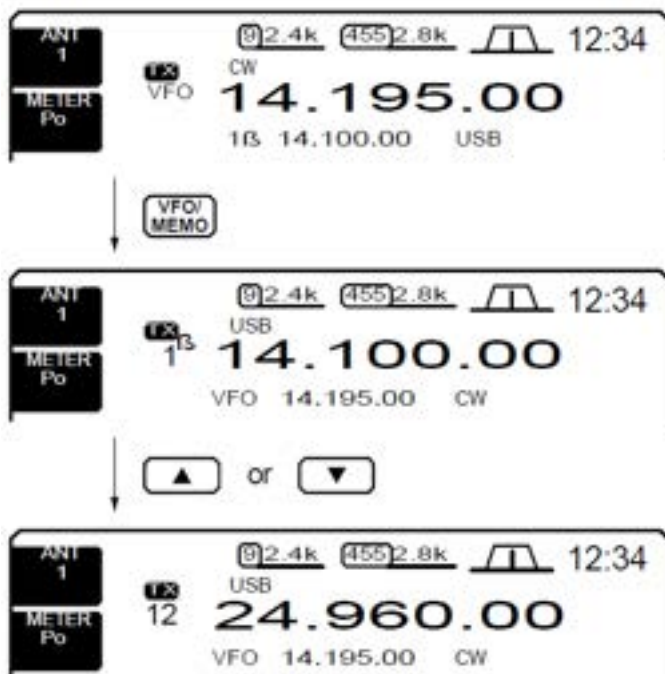 ANT
1
9 2.4k 455 2.8k 12:34
METER
Po
TX
VFO
CW
14.195.00
1ß 14.100.00 USB
VFO/
MEMO
ANT
1
9 2.4k 455 2.8k 12:34
METER
Po
TX
1ß
USB
14.100.00
VFO 14.195.00 CW
▲ or ▼
ANT
1
9 2.4k 455 2.8k 12:34
METER
Po
TX
12
USB
24.960.00
VFO 14.195.00 CW